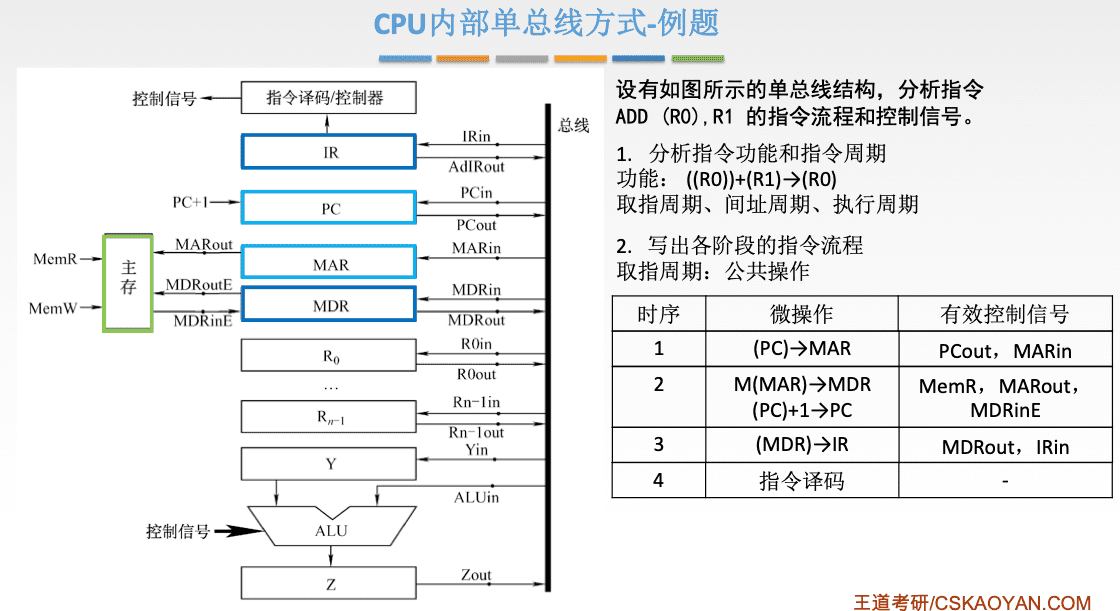 CPU内部单总线方式-例题
控制信号
指令译码/控制器
IR
IRin
AdIRout
总线
PC+1
PC
PCin
PCout
MARout
MAR
MARin
MemR
主存
MDRoutE
MDR
MDRin
MemW
MDRinE
MDRout
R0
R0in
R0out
...
Rn-1
Rn-1in
Rn-1out
Y
Yin
ALUin
控制信号
ALU
Z
Zout
设有如图所示的单总线结构，分析指令
ADD (R0),R1 的指令流程和控制信号。
1. 分析指令功能和指令周期
功能： ((R0))+(R1)→(R0)
取指周期、间址周期、执行周期
2. 写出各阶段的指令流程
取指周期：公共操作
时序 微操作 有效控制信号
1 (PC)→MAR PCout，MARin
2 M(MAR)→MDR MemR，MARout，
(PC)+1→PC MDRinE
3 (MDR)→IR MDRout，IRin
4 指令译码 -
王道考研/CSKAOYAN.COM